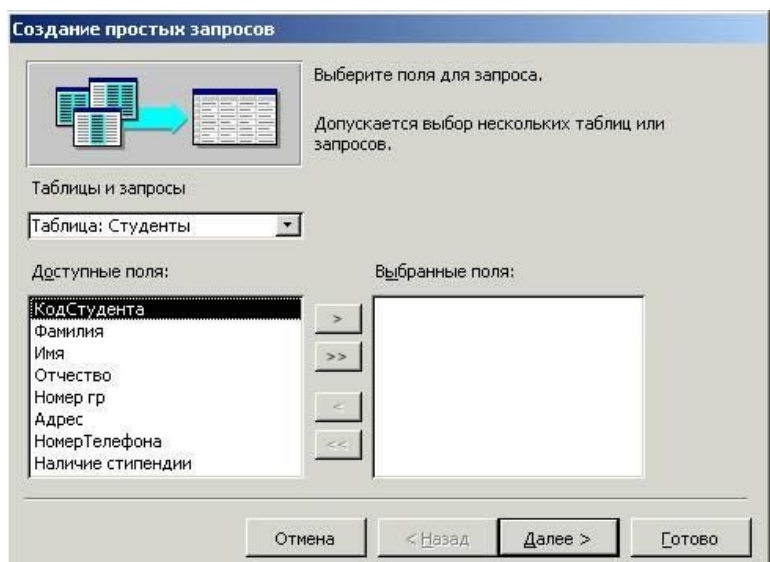 Создание простых запросов
Выберите поля для запроса.
Допускается выбор нескольких таблиц или
запросов.
Таблицы и запросы
Таблица: Студенты
Доступные поля:
Выбранные поля:
КодСтудента
Фамилия
Имя
Отчество
Номер гр
Адрес
НомерТелефона
Наличие стипендии
>
>>
<
<<
Отмена
< Назад
Далее >
Готово